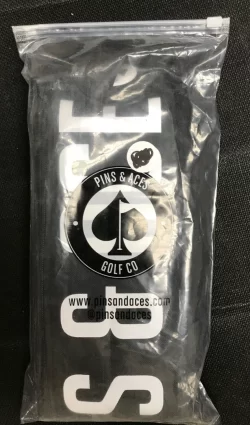 PINS & ACES
GOLF CO
www.pinsandaces.com
@pinsandaces